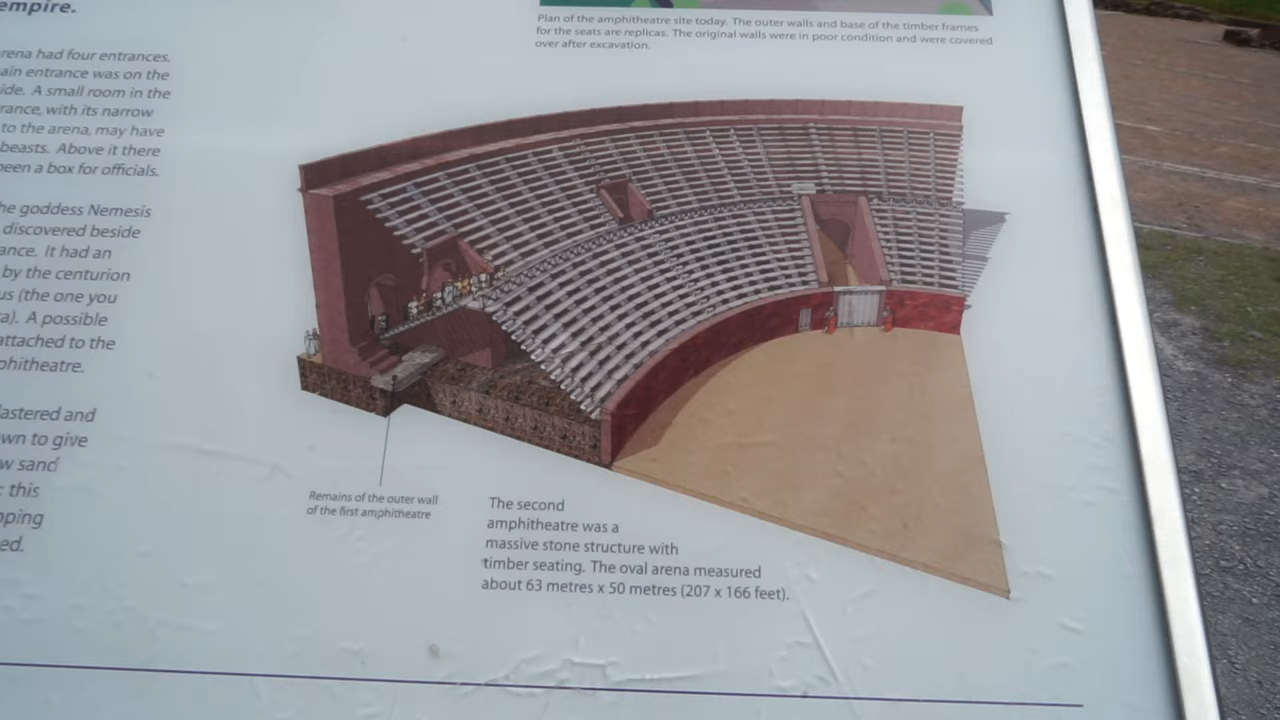 empire.
rena had four entrances.
ain entrance was on the
ide. A small room in the
rance, with its narrow
to the arena, may have
beasts. Above it there
been a box for officials.
he goddess Nemesis
discovered beside
ance. It had an
by the centurion
us (the one you
a). A possible
attached to the
phitheatre.
lastered and
wn to give
w sand
: this
pping
ed.
Plan of the amphitheatre site today. The outer walls and base of the timber frames
for the seats are replicas. The original walls were in poor condition and were covered
over after excavation.
Remains of the outer wall
of the first amphitheatre
The second
amphitheatre was a
massive stone structure with
timber seating. The oval arena measured
about 63 metres x 50 metres (207 x 166 feet).